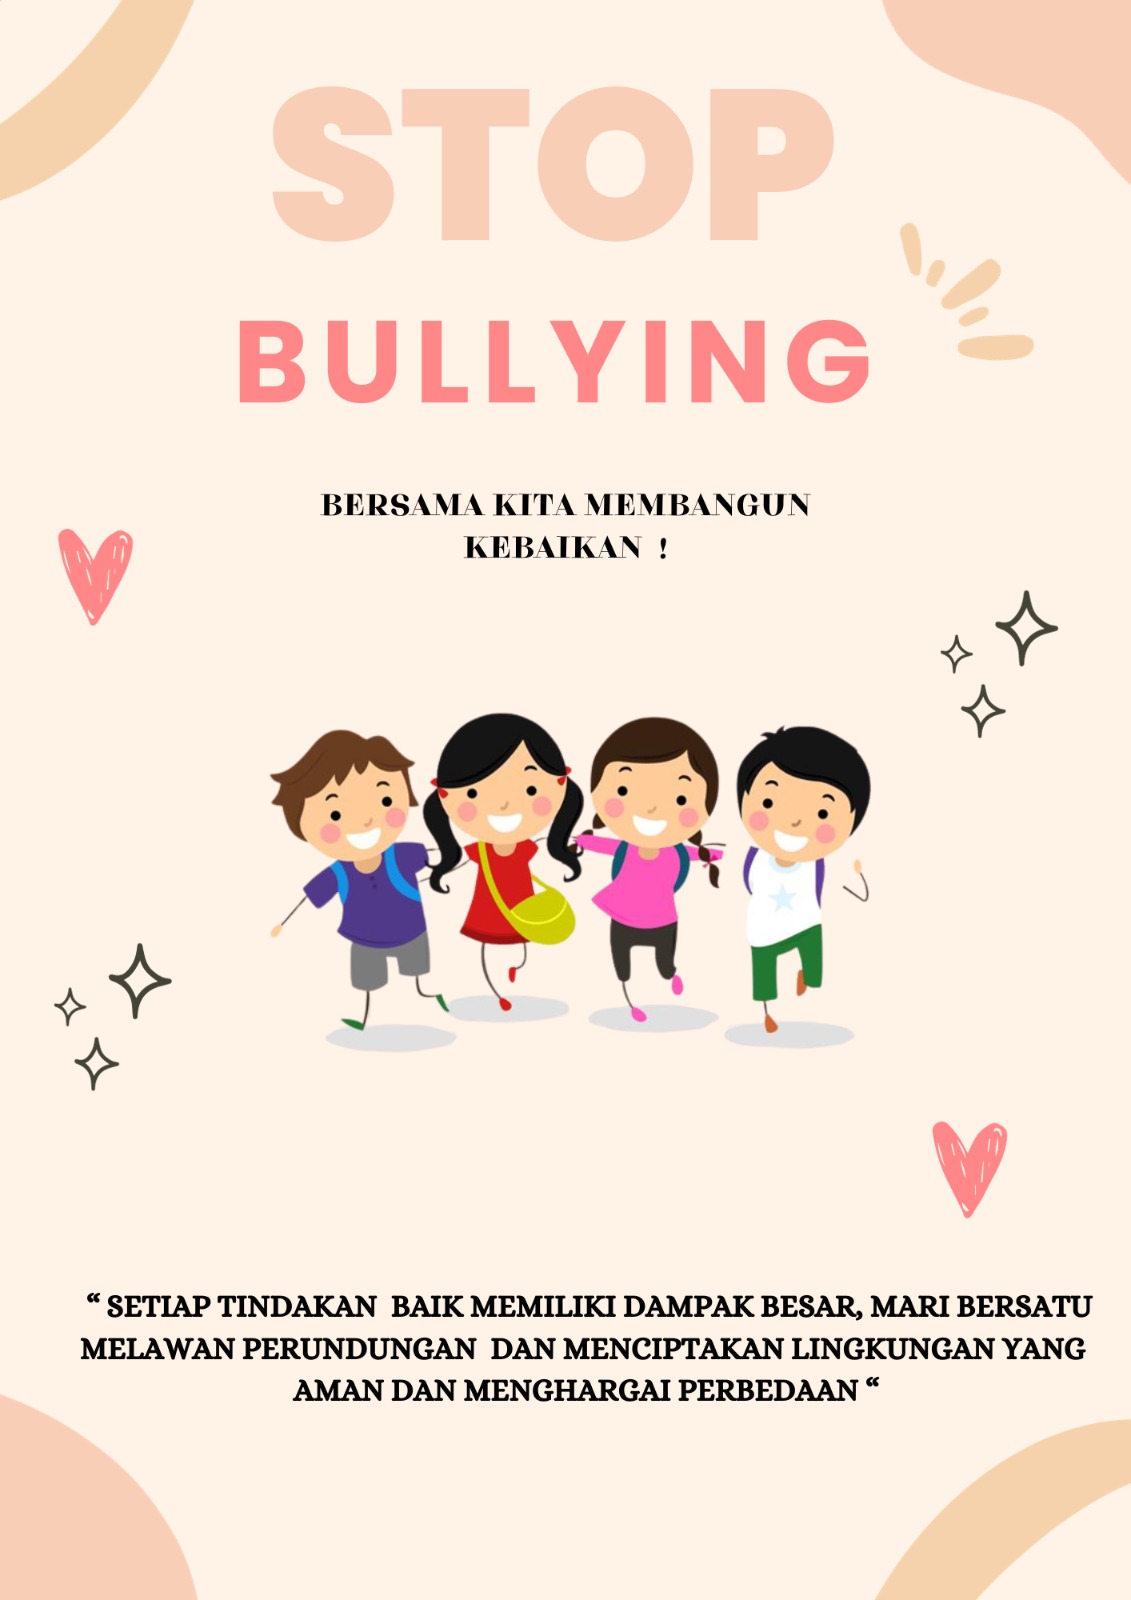 STOP
BULLYING
BERSAMA KITA MEMBANGUN
KEBAIKAN  !
“ SETIAP TINDAKAN  BAIK MEMILIKI DAMPAK BESAR, MARI BERSATU
MELAWAN PERUNDUNGAN  DAN MENCIPTAKAN LINGKUNGAN YANG
AMAN DAN MENGHARGAI PERBEDAAN “